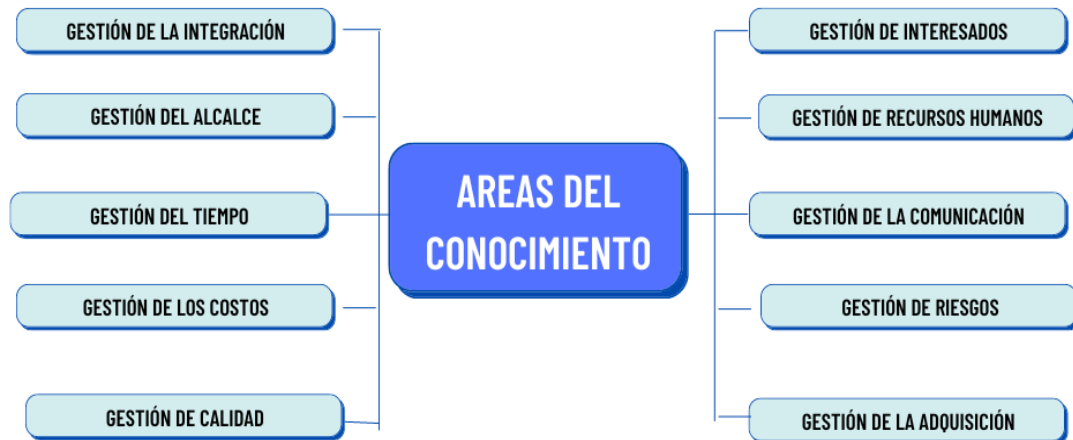 GESTIÓN DE LA INTEGRACIÓN
GESTIÓN DEL ALCALCE
GESTIÓN DEL TIEMPO
GESTIÓN DE LOS COSTOS
GESTIÓN DE CALIDAD
AREAS DEL
CONOCIMIENTO
GESTIÓN DE INTERESADOS
GESTIÓN DE RECURSOS HUMANOS
GESTIÓN DE LA COMUNICACIÓN
GESTIÓN DE RIESGOS
GESTIÓN DE LA ADQUISICIÓN